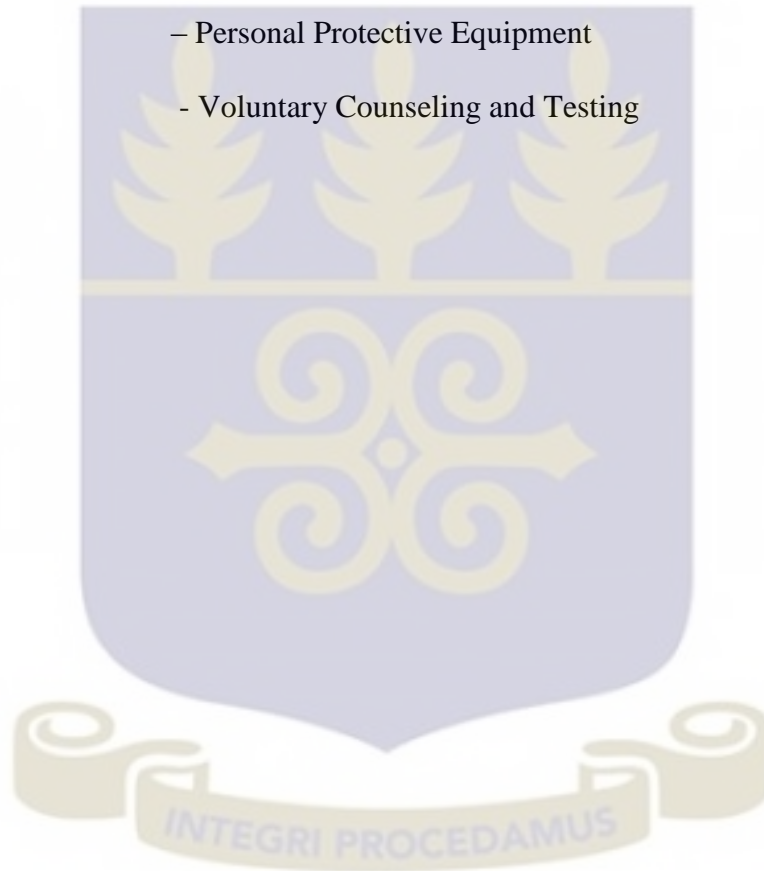 – Personal Protective Equipment
- Voluntary Counseling and Testing
INTEGRI PROCEDAMUS